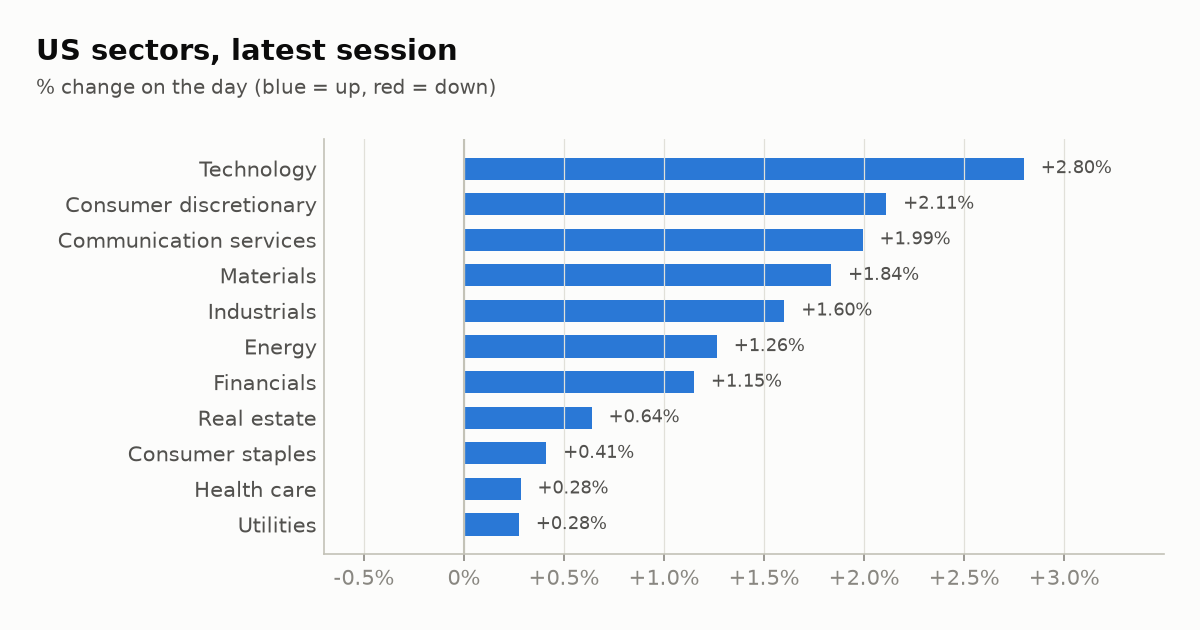 US sectors, latest session
% change on the day (blue = up, red = down)
Technology +2.80%
Consumer discretionary +2.11%
Communication services +1.99%
Materials +1.84%
Industrials +1.60%
Energy +1.26%
Financials +1.15%
Real estate +0.64%
Consumer staples +0.41%
Health care +0.28%
Utilities +0.28%
-0.5% 0% +0.5% +1.0% +1.5% +2.0% +2.5% +3.0%